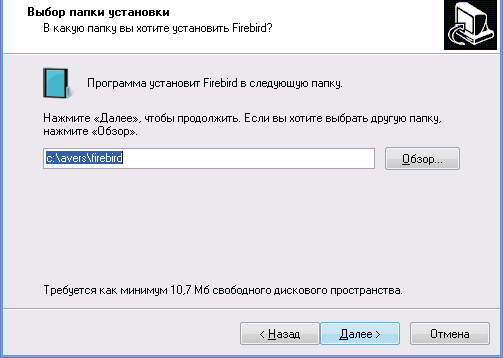 Выбор папки установки
В какую папку вы хотите установить Firebird?
Программа установит Firebird в следующую папку.
Нажмите «Далее», чтобы продолжить. Если вы хотите выбрать другую папку,
нажмите «Обзор».
c:\avers\firebird
Обзор...
Требуется как минимум 10,7 Мб свободного дискового пространства.
< Назад
Далее >
Отмена